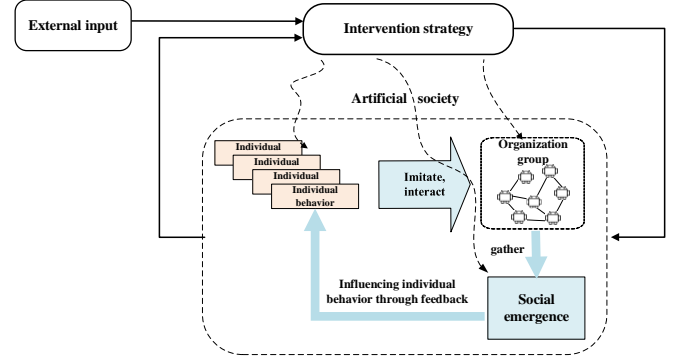 External input
Intervention strategy
Artificial society
Individual
Individual
Individual
Individual
behavior
Imitate,
interact
Organization
group
gather
Influencing individual
behavior through feedback
Social
emergence